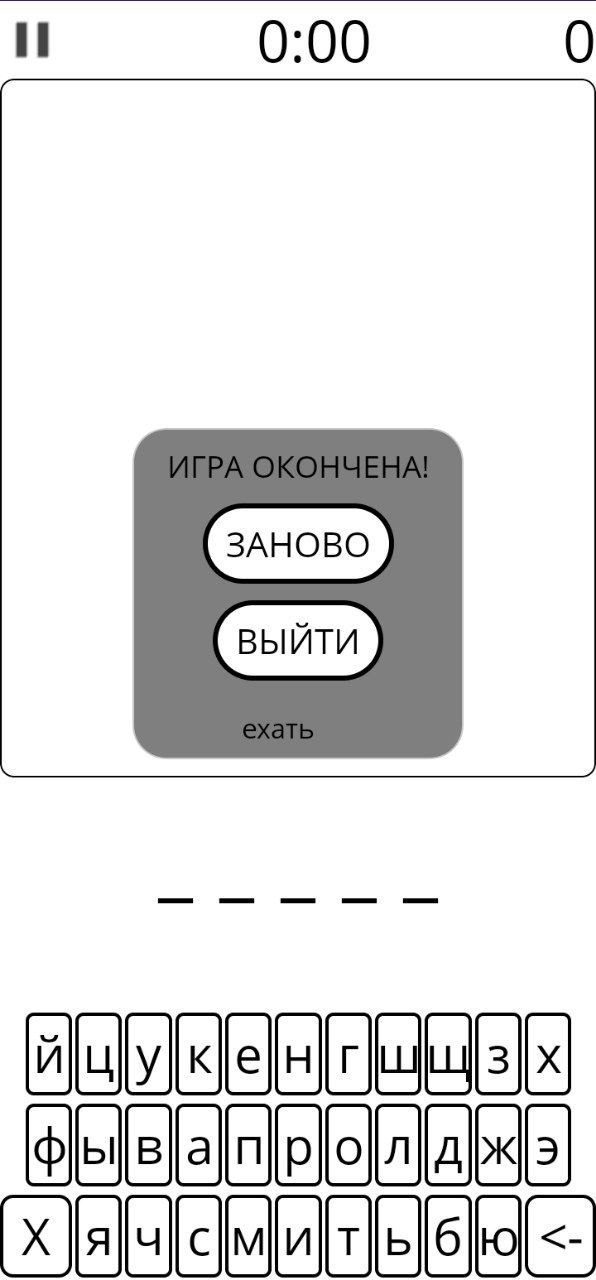 0:00 0
ИГРА ОКОНЧЕНА!
ЗАНОВО
ВЫЙТИ
ехать
_ _ _ _ _
й ц у к е н г ш щ з х
ф ы в а п р о л д ж э
Х я ч с м и т ь б ю <-